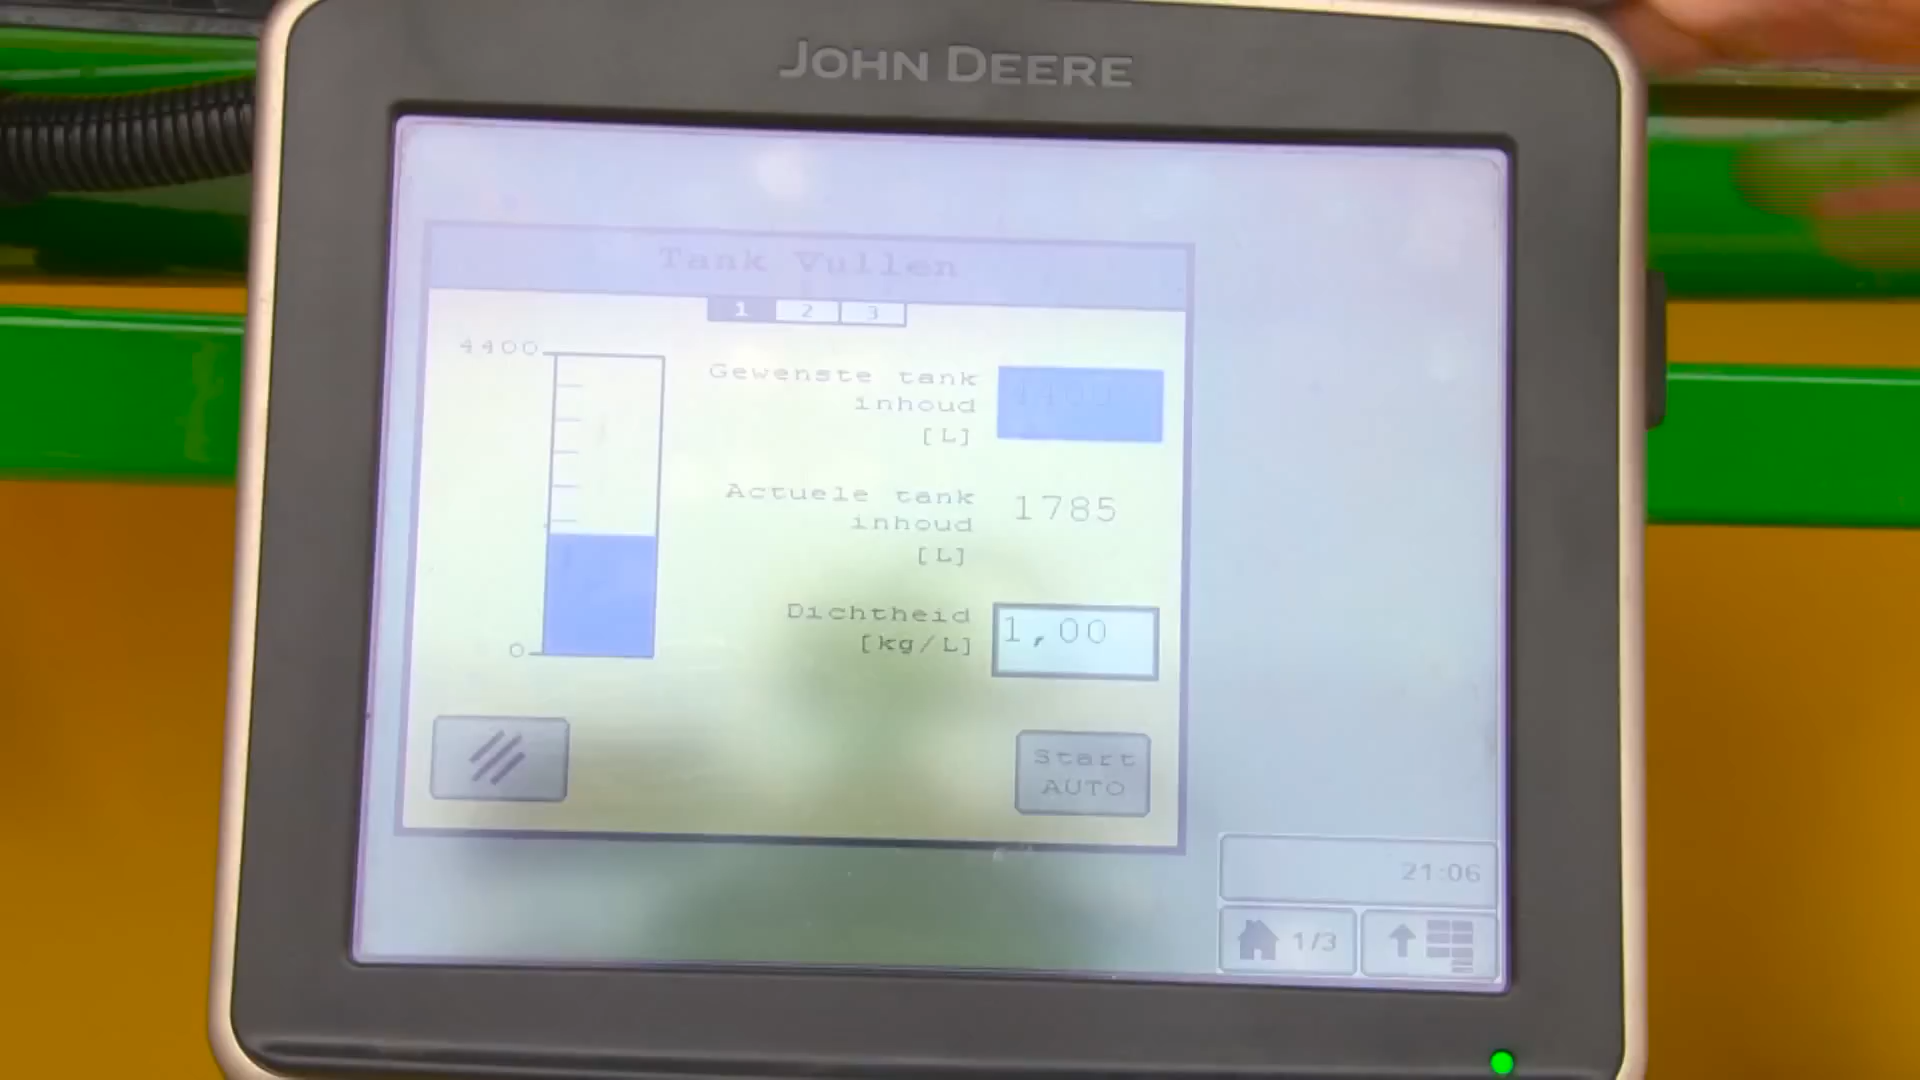 JOHN DEERE
Tank Vullen
1 2 3
4400
Gewenste tank
inhoud
[L]
4400
Actuele tank
inhoud
[L]
1785
Dichtheid
[kg/L]
1,00
0
Start
AUTO
21:06
1/3